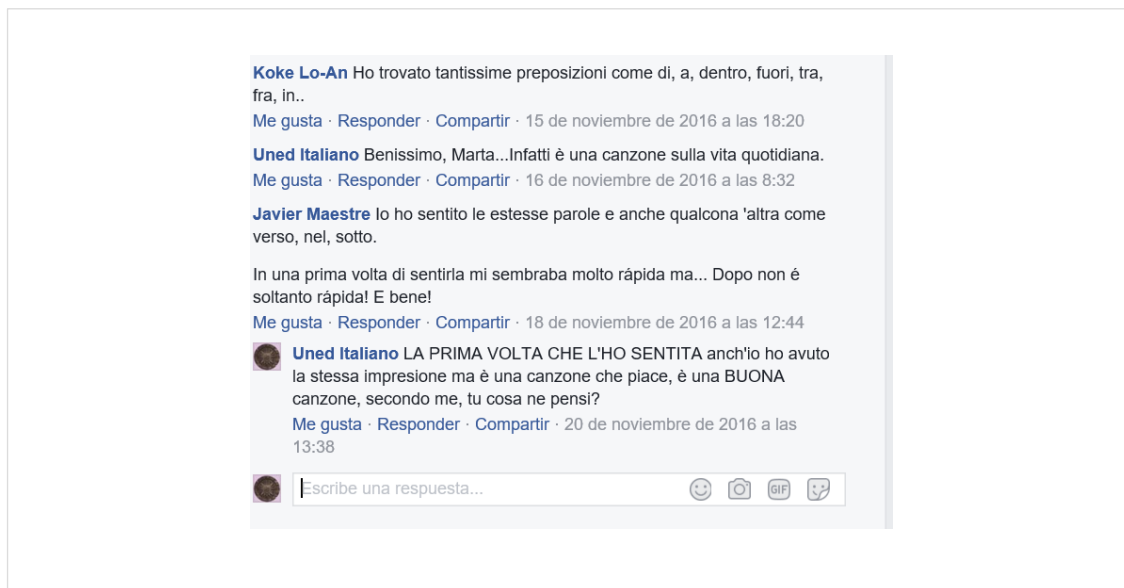 Koke Lo-An Ho trovato tantissime preposizioni come di, a, dentro, fuori, tra,
fra, in..
Me gusta · Responder · Compartir · 15 de noviembre de 2016 a las 18:20
Uned Italiano Benissimo, Marta...Infatti è una canzone sulla vita quotidiana.
Me gusta · Responder · Compartir · 16 de noviembre de 2016 a las 8:32
Javier Maestre Io ho sentito le estesse parole e anche qualcona 'altra come
verso, nel, sotto.
In una prima volta di sentirla mi sembraba molto rápida ma... Dopo non é
soltanto rápida! E bene!
Me gusta · Responder · Compartir · 18 de noviembre de 2016 a las 12:44
Uned Italiano LA PRIMA VOLTA CHE L'HO SENTITA anch'io ho avuto
la stessa impresione ma è una canzone che piace, è una BUONA
canzone, secondo me, tu cosa ne pensi?
Me gusta · Responder · Compartir · 20 de noviembre de 2016 a las
13:38
Escribe una respuesta...
GIF